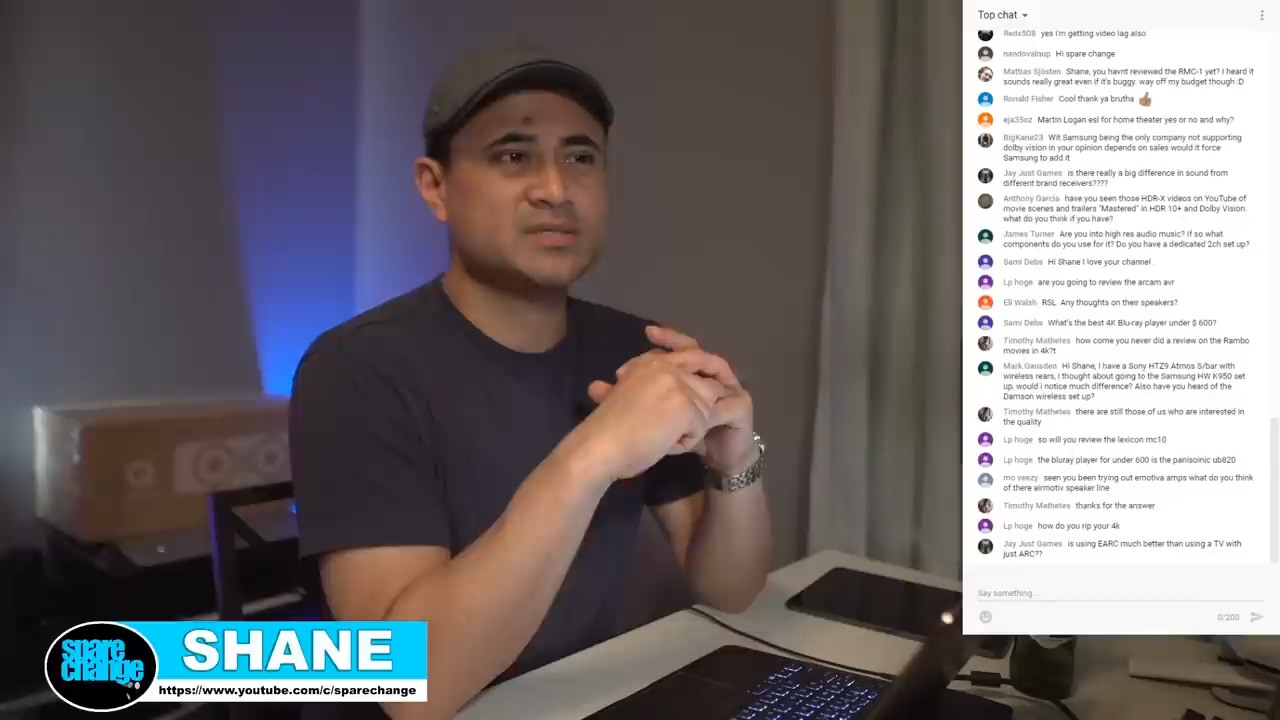 Top chat
Redx508 yes i'm getting video lag also
nandovalnup Hi spare change
Mattias Sjösten Shane, you havnt reviewed the RMC-1 yet? I heard it
sounds really great even if it's buggy. way off my budget though :D
Ronald Fisher Cool thank ya brutha
eja35oz Martin Logan esl for home theater yes or no and why?
BigKane23 Wit Samsung being the only company not supporting
dolby vision in your opinion depends on sales would it force
Samsung to add it
Jay Just Games is there really a big difference in sound from
different brand receivers????
Anthony Garcia have you seen those HDR-X videos on YouTube of
movie scenes and trailers "Mastered" in HDR 10+ and Dolby Vision.
what do you think if you have?
James Turner Are you into high res audio music? If so what
components do you use for it? Do you have a dedicated 2ch set up?
Sami Debs Hi Shane I love your channel .
Lp hoge are you going to review the arcam avr
Eli Walsh RSL Any thoughts on their speakers?
Sami Debs What's the best 4K Blu-ray player under $ 600?
Timothy Mathetes how come you never did a review on the Rambo
movies in 4k?t
Mark Gausden Hi Shane, I have a Sony HTZ9 Atmos S/bar with
wireless rears, i thought about going to the Samsung HW K950 set
up, would i notice much difference? Also have you heard of the
Damson wireless set up?
Timothy Mathetes there are still those of us who are interested in
the quality
Lp hoge so will you review the lexicon mc10
Lp hoge the bluray player for under 600 is the panisoinic ub820
mo veezy seen you been trying out emotiva amps what do you think
of there airmotiv speaker line
Timothy Mathetes thanks for the answer
Lp hoge how do you rip your 4k
Jay Just Games is using EARC much better than using a TV with
just ARC??
Say something...
0/200
spare
change
SHANE
https://www.youtube.com/c/sparechange